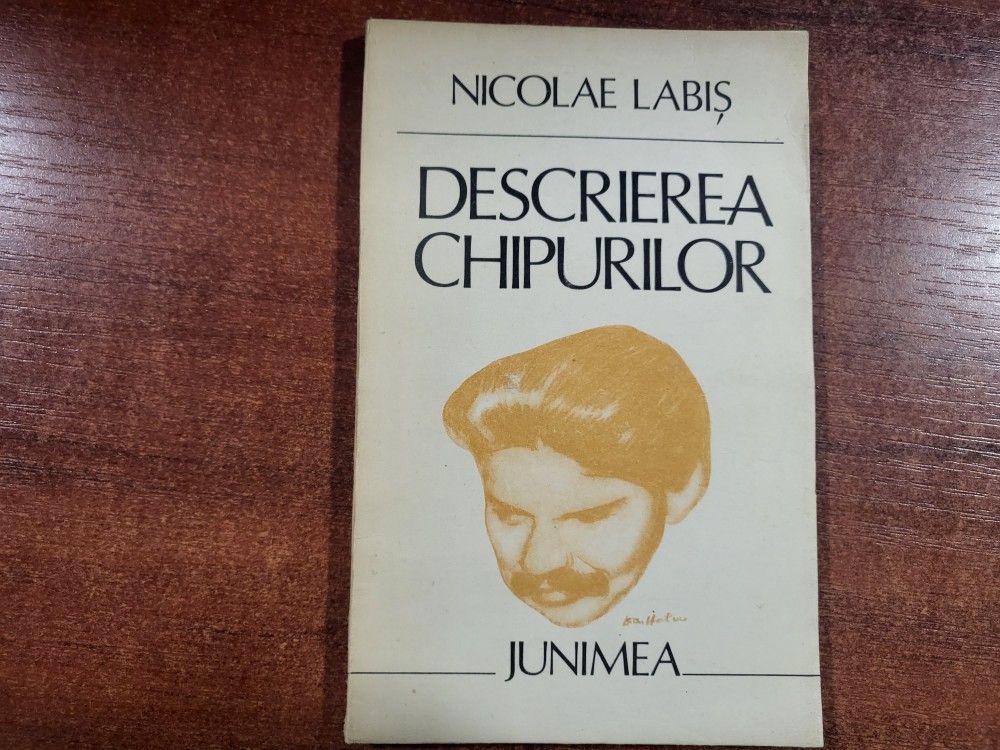 NICOLAE LABIȘ
DESCRIEREA
CHIPURILOR
JUNIMEA